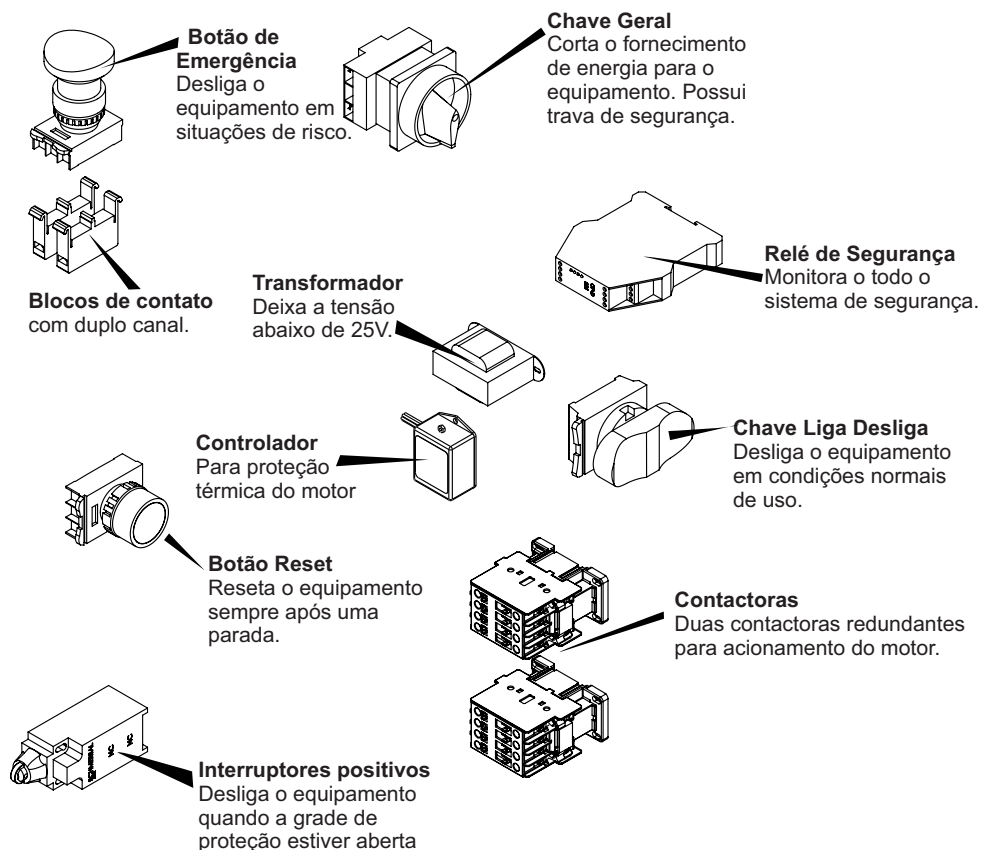 Botão de
Emergência
Desliga o
equipamento em
situações de risco.
Chave Geral
Corta o fornecimento
de energia para o
equipamento. Possui
trava de segurança.
Blocos de contato
com duplo canal.
Transformador
Deixa a tensão
abaixo de 25V.
Relé de Segurança
Monitora o todo o
sistema de segurança.
Controlador
Para proteção
térmica do motor
Chave Liga Desliga
Desliga o equipamento
em condições normais
de uso.
Botão Reset
Reseta o equipamento
sempre após uma
parada.
Contactoras
Duas contactoras redundantes
para acionamento do motor.
NC
NC
Interruptores positivos
Desliga o equipamento
quando a grade de
proteção estiver aberta